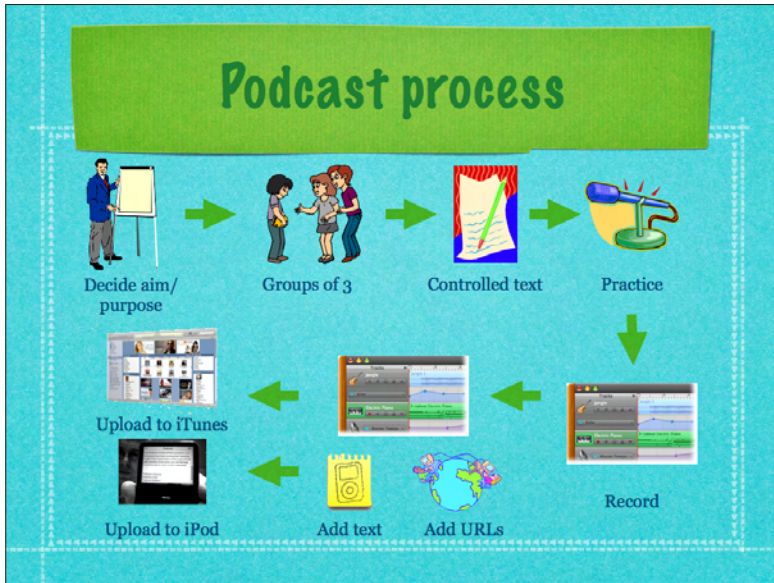 Podcast process
Decide aim/
purpose
Groups of 3
Controlled text
Practice
Upload to iTunes
Record
Upload to iPod
Add text
Add URLs